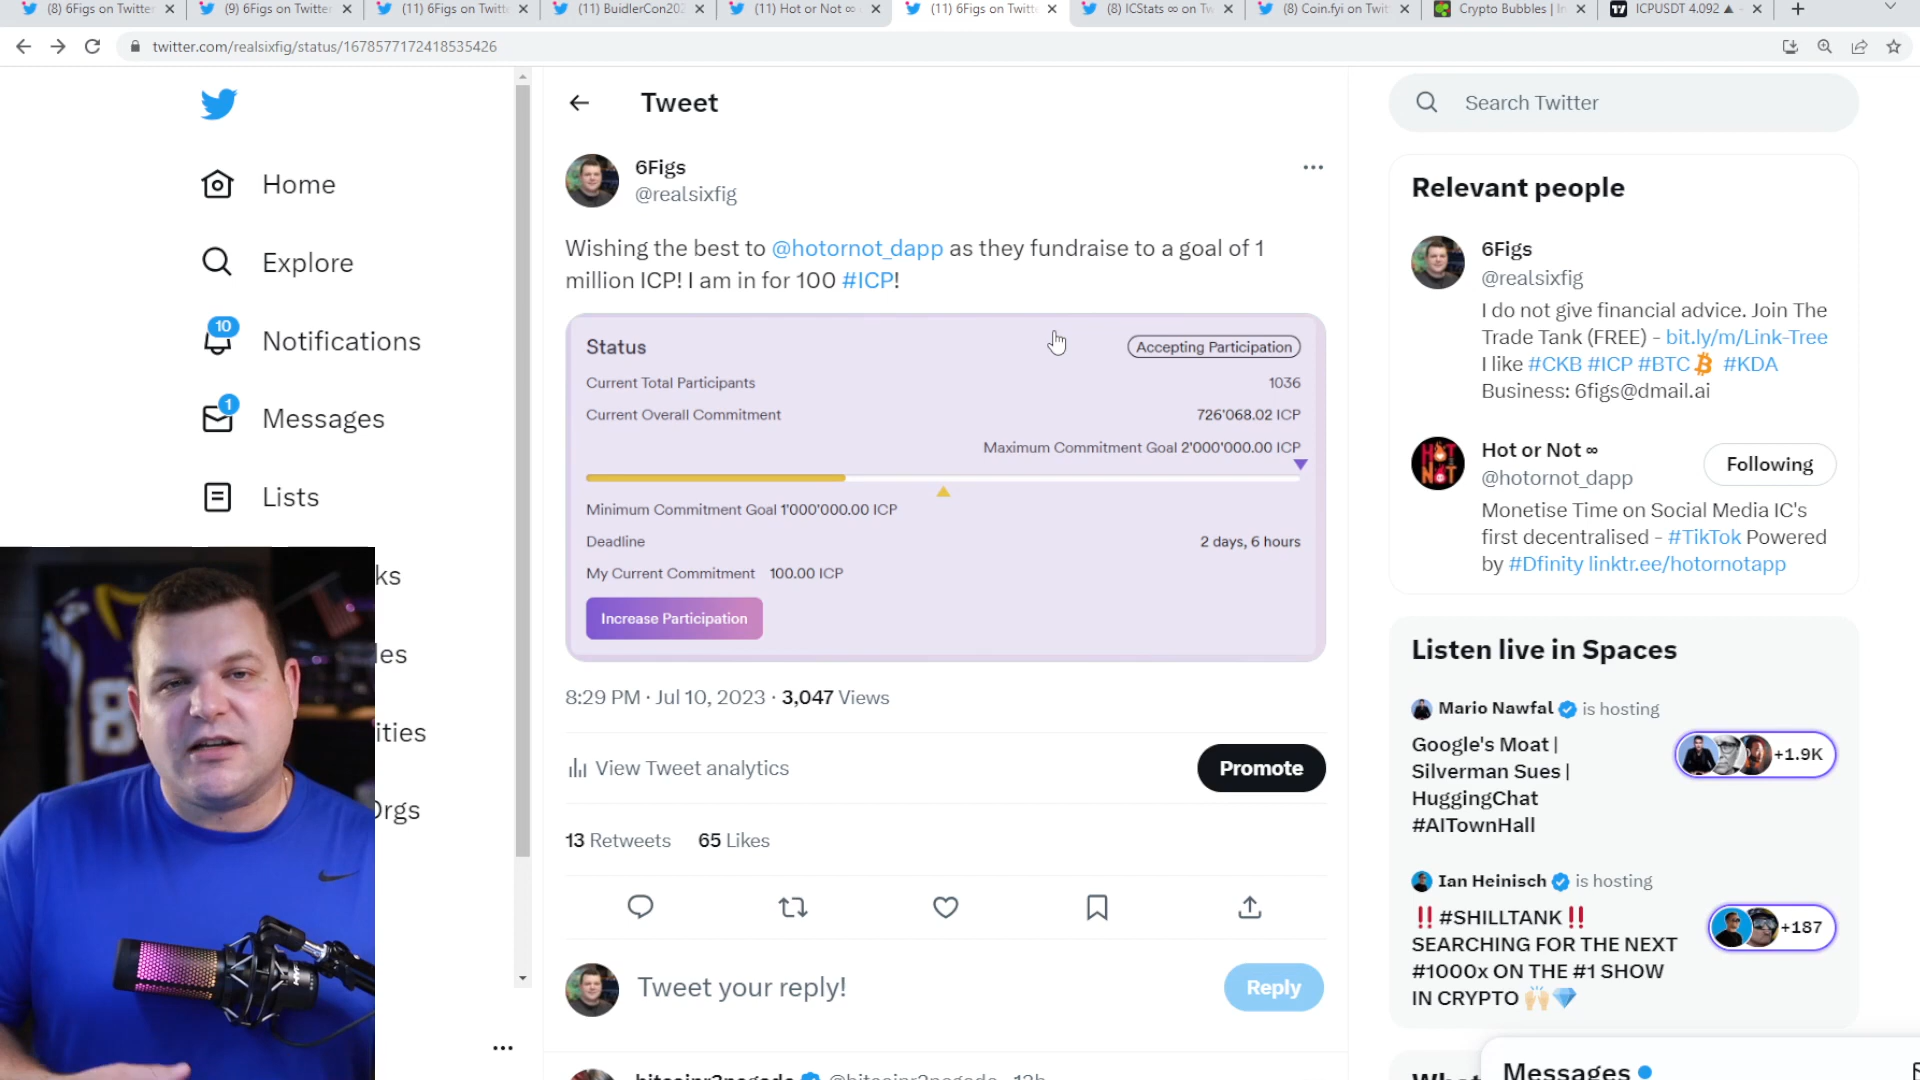 (8) 6Figs on Twitter
(9) 6Figs on Twitter
(11) 6Figs on Twitte
(11) BuidlerCon202
(11) Hot or Not ∞
(11) 6Figs on Twitte
(8) ICStats ∞ on Tw
(8) Coin.fyi on Twit
Crypto Bubbles | In
ICPUSDT 4.092 ▲
twitter.com/realsixfig/status/1678577172418535426
Home
Explore
10
Notifications
1
Messages
Lists
ks
ies
ities
Orgs
Tweet
6Figs
@realsixfig
Wishing the best to @hotornot_dapp as they fundraise to a goal of 1
million ICP! I am in for 100 #ICP!
Status
Accepting Participation
Current Total Participants 1036
Current Overall Commitment 726'068.02 ICP
Maximum Commitment Goal 2'000'000.00 ICP
Minimum Commitment Goal 1'000'000.00 ICP
Deadline 2 days, 6 hours
My Current Commitment 100.00 ICP
Increase Participation
8:29 PM · Jul 10, 2023 · 3,047 Views
View Tweet analytics
Promote
13 Retweets 65 Likes
Tweet your reply!
Reply
Search Twitter
Relevant people
6Figs
@realsixfig
I do not give financial advice. Join The
Trade Tank (FREE) - bit.ly/m/Link-Tree
I like #CKB #ICP #BTC #KDA
Business: 6figs@dmail.ai
Hot or Not ∞
@hotornot_dapp
Following
Monetise Time on Social Media IC's
first decentralised - #TikTok Powered
by #Dfinity linktr.ee/hotornotapp
Listen live in Spaces
Mario Nawfal is hosting
Google's Moat |
Silverman Sues |
HuggingChat
#AITownHall
+1.9K
Ian Heinisch is hosting
‼️#SHILLTANK‼️
SEARCHING FOR THE NEXT
#1000x ON THE #1 SHOW
IN CRYPTO 🙌🏻💎
+187
Messages